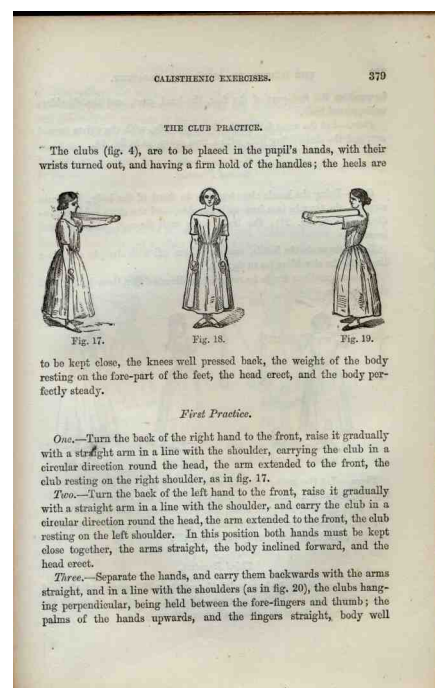 CALISTHENIC EXERCISES. 379
THE CLUB PRACTICE.
The clubs (fig. 4), are to be placed in the pupil's hands, with their
wrists turned out, and having a firm hold of the handles; the heels are
Fig. 17. Fig. 18. Fig. 19.
to be kept close, the knees well pressed back, the weight of the body
resting on the fore-part of the feet, the head erect, and the body per-
fectly steady.
First Practice.
One.—Turn the back of the right hand to the front, raise it gradually
with a straight arm in a line with the shoulder, carrying the club in a
circular direction round the head, the arm extended to the front, the
club resting on the right shoulder, as in fig. 17.
Two.—Turn the back of the left hand to the front, raise it gradually
with a straight arm in a line with the shoulder, and carry the club in a
circular direction round the head, the arm extended to the front, the club
resting on the left shoulder. In this position both hands must be kept
close together, the arms straight, the body inclined forward, and the
head erect.
Three.—Separate the hands, and carry them backwards with the arms
straight, and in a line with the shoulders (as in fig. 20), the clubs hang-
ing perpendicular, being held between the fore-fingers and thumb; the
palms of the hands upwards, and the fingers straight, body well